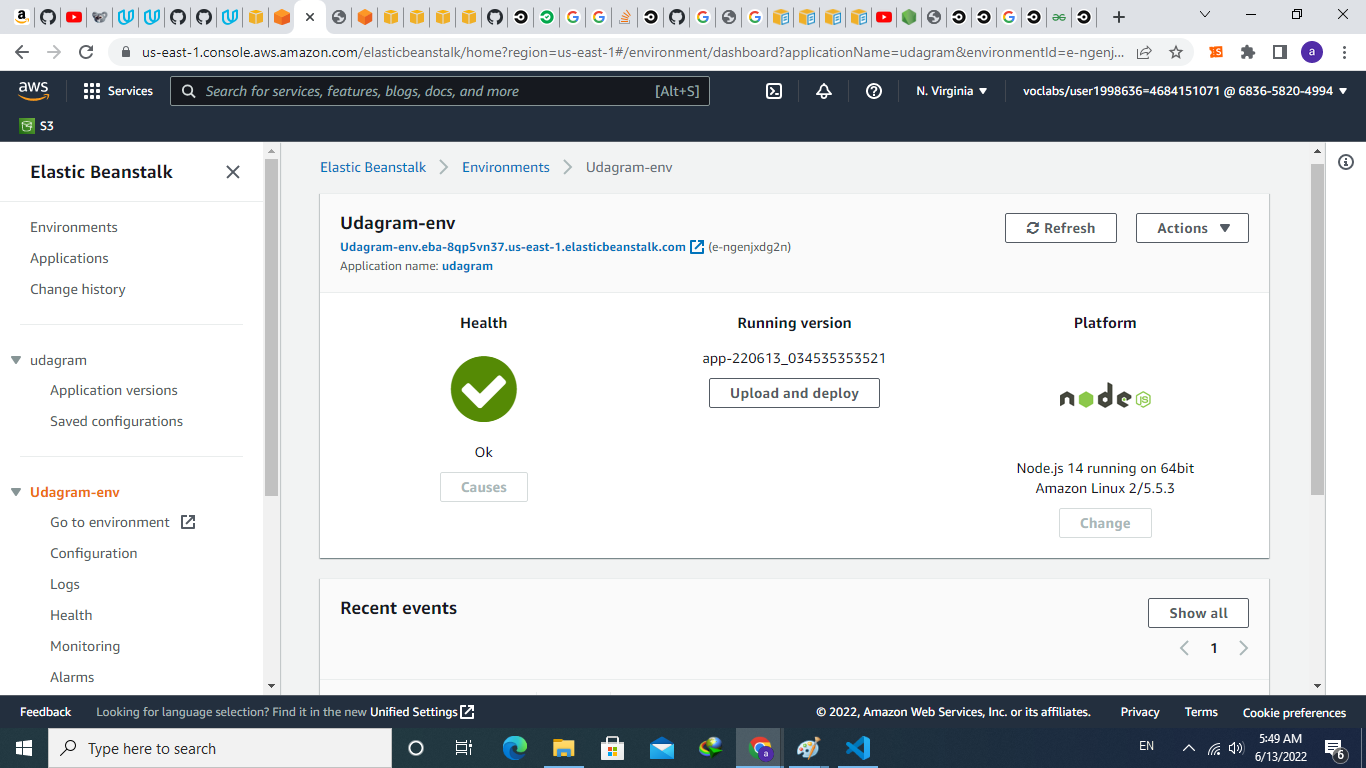 us-east-1.console.aws.amazon.com/elasticbeanstalk/home?region=us-east-1#/environment/dashboard?applicationName=udagram&environmentId=e-ngenj...
a
aws
Services
Search for services, features, blogs, docs, and more
[Alt+S]
N. Virginia
voclabs/user1998636=4684151071 @ 6836-5820-4994
S3
Elastic Beanstalk
Environments
Applications
Change history
udagram
Application versions
Saved configurations
Udagram-env
Go to environment
Configuration
Logs
Health
Monitoring
Alarms
Elastic Beanstalk
Environments
Udagram-env
Udagram-env
Udagram-env.eba-8qp5vn37.us-east-1.elasticbeanstalk.com (e-ngenjxdg2n)
Application name: udagram
Refresh
Actions
Health
Ok
Causes
Running version
app-220613_034535353521
Upload and deploy
Platform
node JS
Node.js 14 running on 64bit
Amazon Linux 2/5.5.3
Change
Recent events
Show all
1
Feedback
Looking for language selection? Find it in the new Unified Settings
© 2022, Amazon Web Services, Inc. or its affiliates.
Privacy
Terms
Cookie preferences
Type here to search
a
EN
5:49 AM
6/13/2022
6